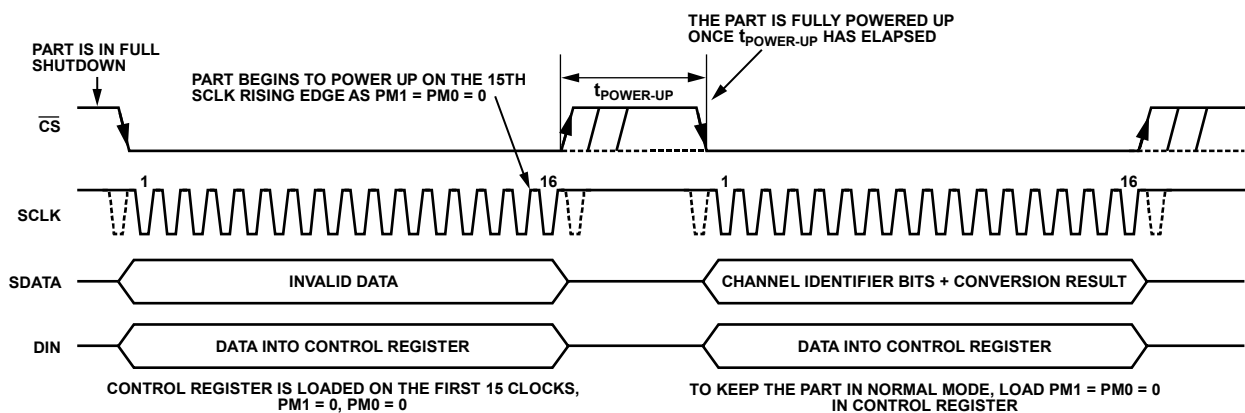 PART IS IN FULL
SHUTDOWN
PART BEGINS TO POWER UP ON THE 15TH
SCLK RISING EDGE AS PM1 = PM0 = 0
tPOWER-UP
THE PART IS FULLY POWERED UP
ONCE tPOWER-UP HAS ELAPSED
CS
SCLK
1
16
1
16
SDATA
INVALID DATA
CHANNEL IDENTIFIER BITS + CONVERSION RESULT
DIN
DATA INTO CONTROL REGISTER
DATA INTO CONTROL REGISTER
CONTROL REGISTER IS LOADED ON THE FIRST 15 CLOCKS,
PM1 = 0, PM0 = 0
TO KEEP THE PART IN NORMAL MODE, LOAD PM1 = PM0 = 0
IN CONTROL REGISTER